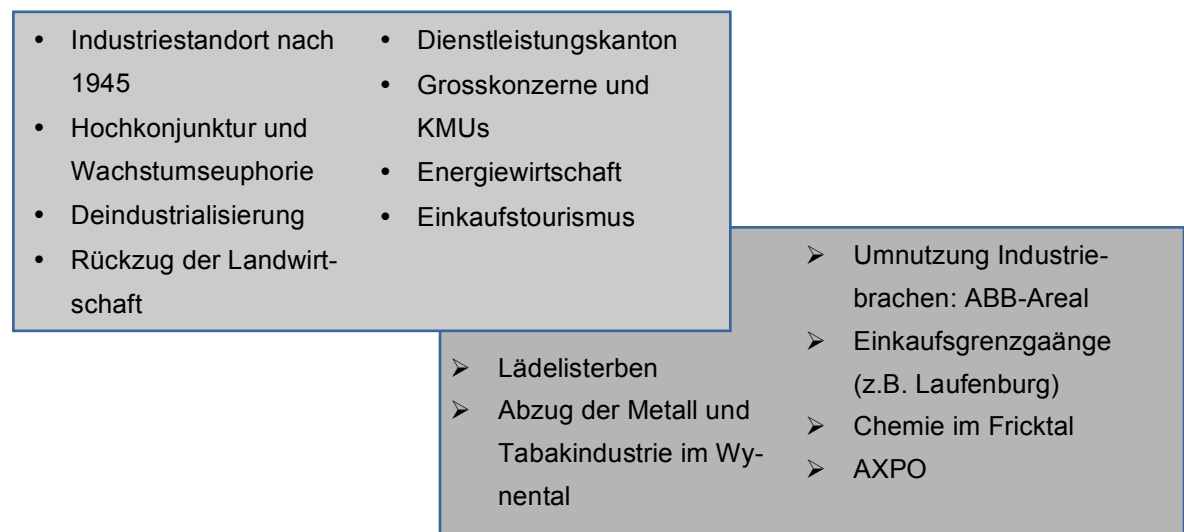 • Industriestandort nach
1945
• Hochkonjunktur und
Wachstumseuphorie
• Deindustrialisierung
• Rückzug der Landwirt-
schaft
• Dienstleistungskanton
• Grosskonzerne und
KMUs
• Energiewirtschaft
• Einkaufstourismus
➢ Lädelisterben
➢ Abzug der Metall und
Tabakindustrie im Wy-
nental
➢ Umnutzung Industrie-
brachen: ABB-Areal
➢ Einkaufsgrenzgaänge
(z.B. Laufenburg)
➢ Chemie im Fricktal
➢ AXPO